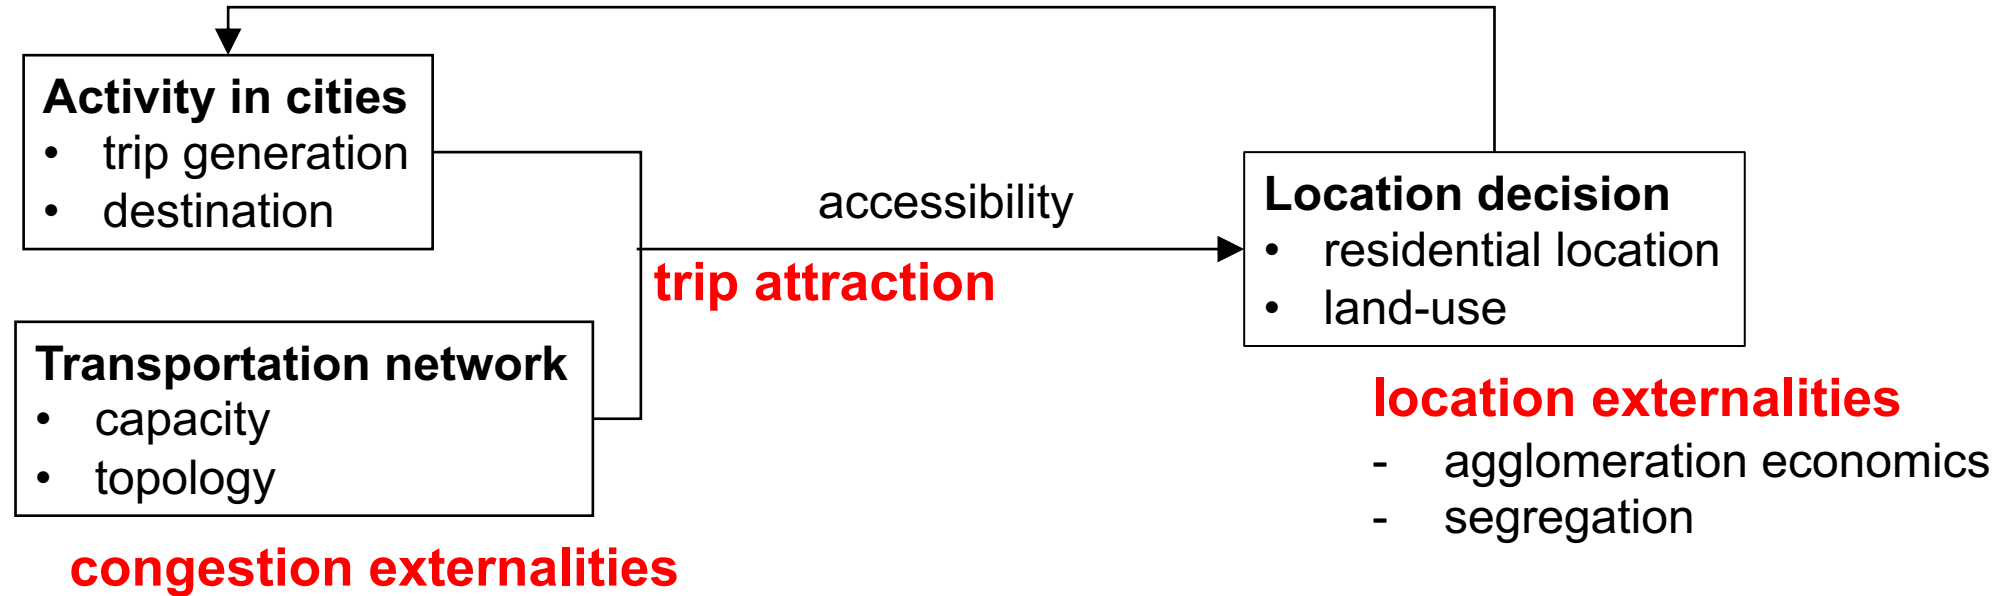 Activity in cities
• trip generation
• destination
accessibility
trip attraction
Location decision
• residential location
• land-use
Transportation network
• capacity
• topology
congestion externalities
location externalities
- agglomeration economics
- segregation